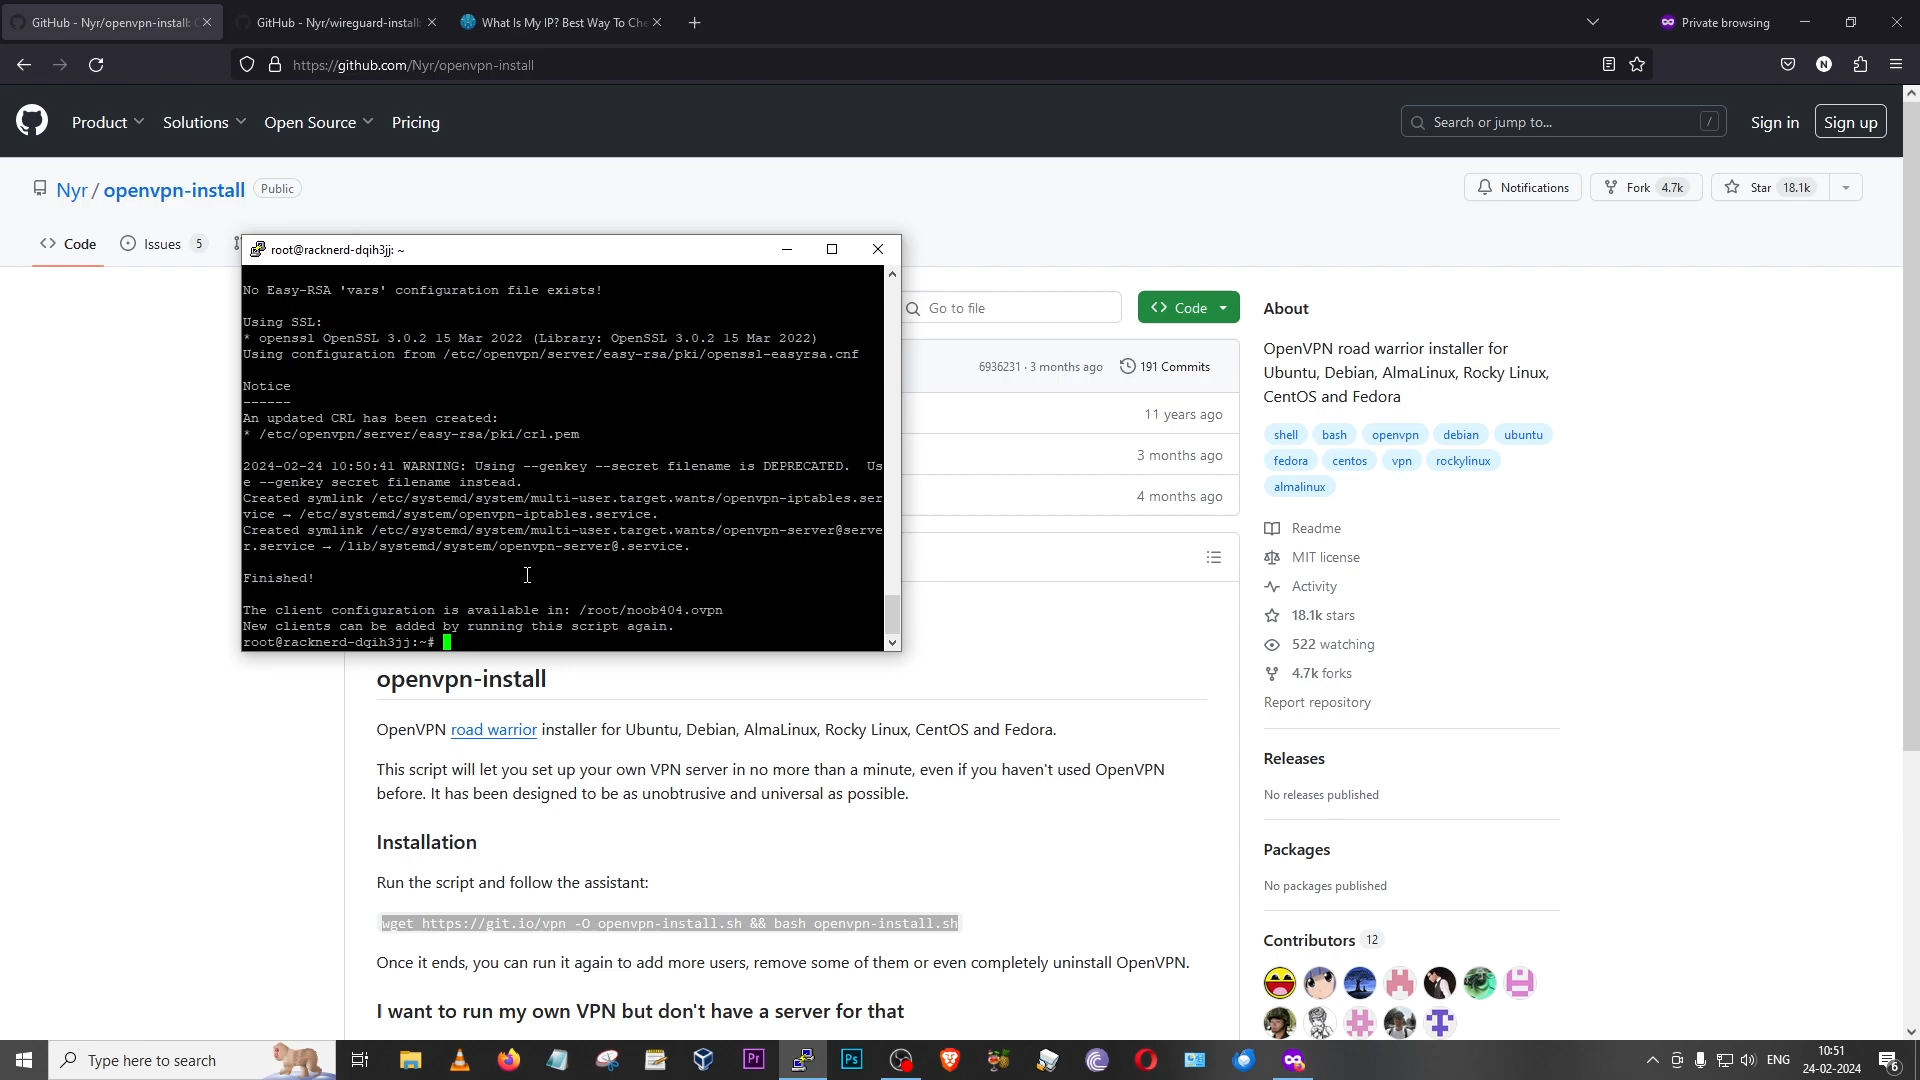 GitHub - Nyr/openvpn-install:
GitHub - Nyr/wireguard-install:
What Is My IP? Best Way To Che
Private browsing
https://github.com/Nyr/openvpn-install
N
Product
Solutions
Open Source
Pricing
Search or jump to...
/
Sign in
Sign up
Nyr / openvpn-install
Public
Notifications
Fork 4.7k
Star 18.1k
Code
Issues 5
root@racknerd-dqih3jj: ~
No Easy-RSA 'vars' configuration file exists!
Using SSL:
* openssl OpenSSL 3.0.2 15 Mar 2022 (Library: OpenSSL 3.0.2 15 Mar 2022)
Using configuration from /etc/openvpn/server/easy-rsa/pki/openssl-easyrsa.cnf
Notice
------
An updated CRL has been created:
* /etc/openvpn/server/easy-rsa/pki/crl.pem
2024-02-24 10:50:41 WARNING: Using --genkey --secret filename is DEPRECATED.  Us
e --genkey secret filename instead.
Created symlink /etc/systemd/system/multi-user.target.wants/openvpn-iptables.ser
vice → /etc/systemd/system/openvpn-iptables.service.
Created symlink /etc/systemd/system/multi-user.target.wants/openvpn-server@serve
r.service → /lib/systemd/system/openvpn-server@.service.
Finished!
The client configuration is available in: /root/noob404.ovpn
New clients can be added by running this script again.
root@racknerd-dqih3jj:~#
Go to file
Code
6936231 · 3 months ago
191 Commits
11 years ago
3 months ago
4 months ago
openvpn-install
OpenVPN road warrior installer for Ubuntu, Debian, AlmaLinux, Rocky Linux, CentOS and Fedora.
This script will let you set up your own VPN server in no more than a minute, even if you haven't used OpenVPN
before. It has been designed to be as unobtrusive and universal as possible.
Installation
Run the script and follow the assistant:
wget https://git.io/vpn -O openvpn-install.sh && bash openvpn-install.sh
Once it ends, you can run it again to add more users, remove some of them or even completely uninstall OpenVPN.
I want to run my own VPN but don't have a server for that
About
OpenVPN road warrior installer for
Ubuntu, Debian, AlmaLinux, Rocky Linux,
CentOS and Fedora
shell bash openvpn debian ubuntu
fedora centos vpn rockylinux
almalinux
Readme
MIT license
Activity
18.1k stars
522 watching
4.7k forks
Report repository
Releases
No releases published
Packages
No packages published
Contributors 12
Type here to search
Pr
Ps
ENG
10:51
24-02-2024
6